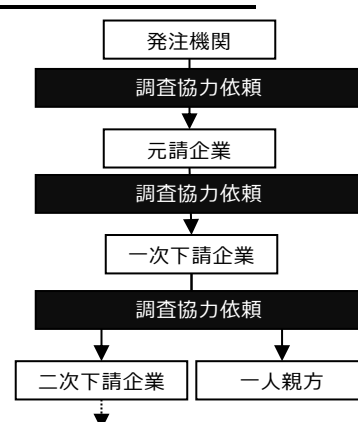 発注機関
調査協力依頼
元請企業
調査協力依頼
一次下請企業
調査協力依頼
二次下請企業
一人親方